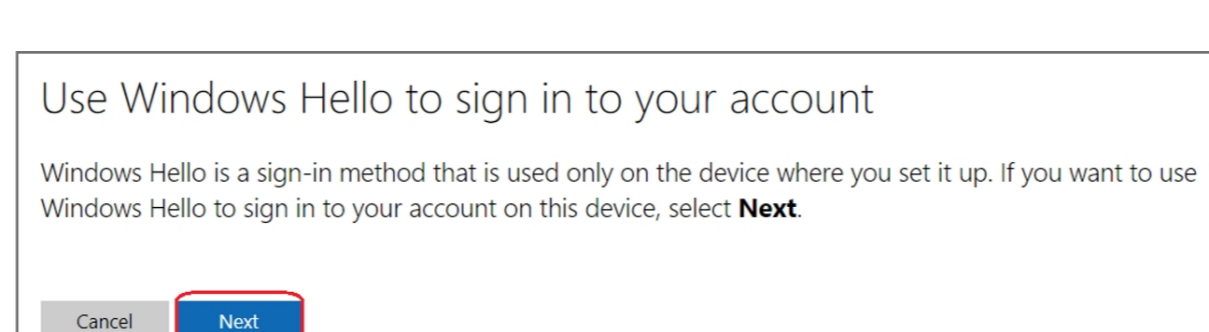 Use Windows Hello to sign in to your account
Windows Hello is a sign-in method that is used only on the device where you set it up. If you want to use
Windows Hello to sign in to your account on this device, select Next.
Cancel Next